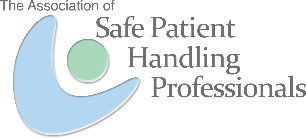 The Association of
Safe Patient
Handling
Professionals